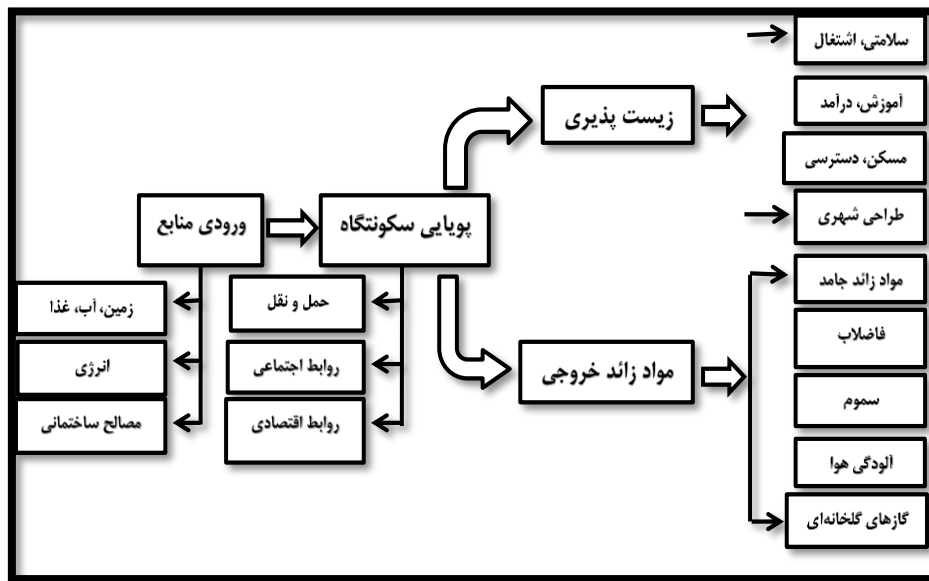 سلامتی، اشتغال
آموزش، درآمد
زیست پذیری
مسکن، دسترسی
طراحی شهری
ورودی منابع
پویایی سکونتگاه
مواد زائد جامد
زمین، آب، غذا
حمل و نقل
فاضلاب
انرژی
روابط اجتماعی
مواد زائد خروجی
سموم
مصالح ساختمانی
روابط اقتصادی
آلودگی هوا
گازهای گلخانه‌ای